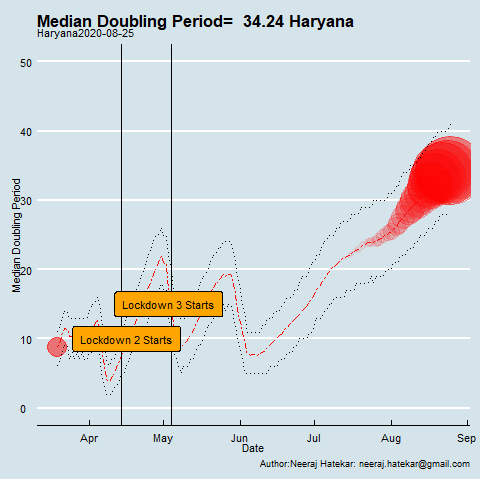 Median Doubling Period=  34.24 Haryana
Haryana2020-08-25
Median Doubling Period
50
40
30
20
10
0
Lockdown 3 Starts
Lockdown 2 Starts
Apr May Jun Jul Aug Sep
Date
Author:Neeraj Hatekar: neeraj.hatekar@gmail.com